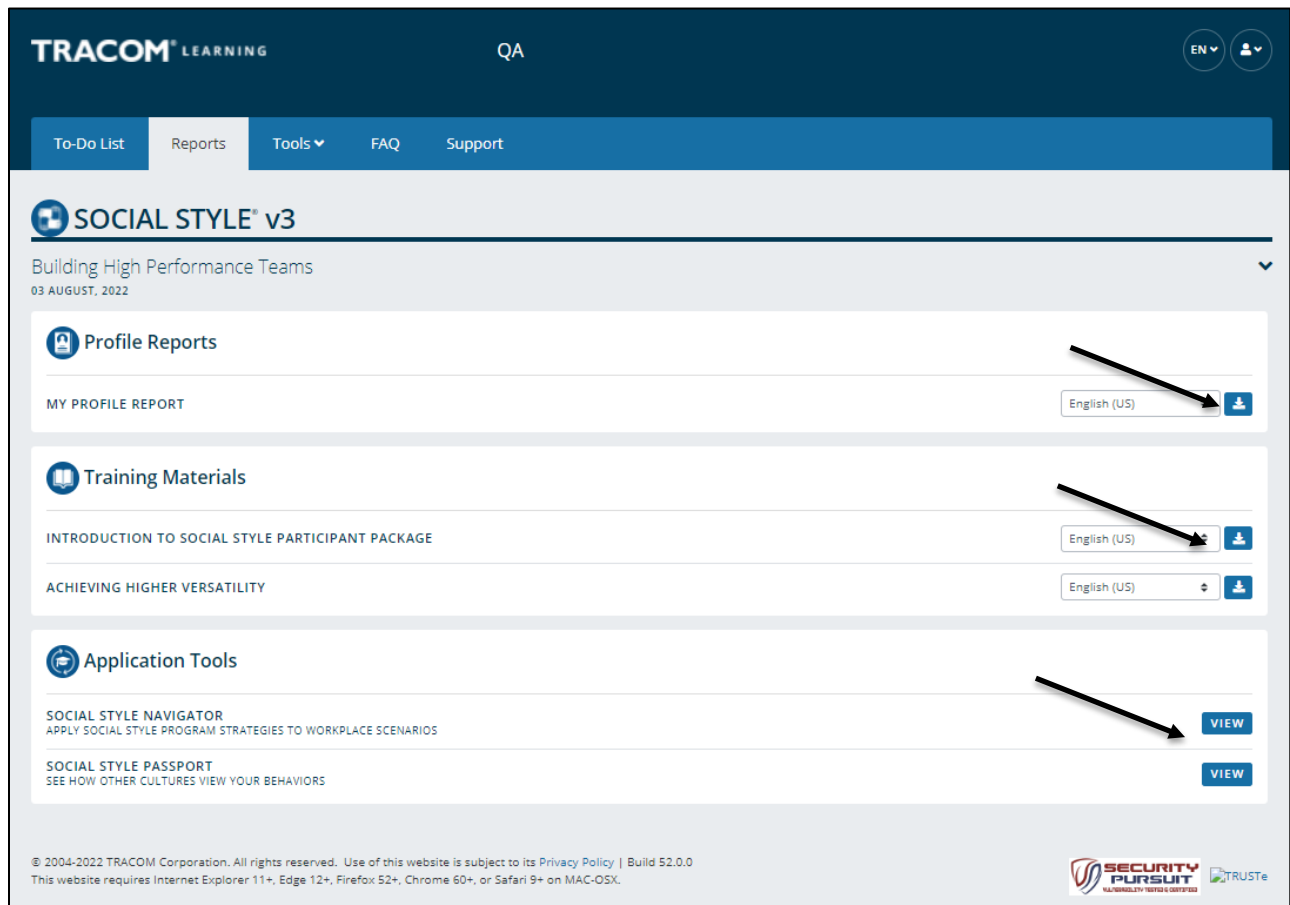 TRACOM® LEARNING
QA
EN
To-Do List Reports Tools FAQ Support
SOCIAL STYLE® v3
Building High Performance Teams
03 AUGUST, 2022
Profile Reports
MY PROFILE REPORT English (US)
Training Materials
INTRODUCTION TO SOCIAL STYLE PARTICIPANT PACKAGE English (US)
ACHIEVING HIGHER VERSATILITY English (US)
Application Tools
SOCIAL STYLE NAVIGATOR
APPLY SOCIAL STYLE PROGRAM STRATEGIES TO WORKPLACE SCENARIOS
VIEW
SOCIAL STYLE PASSPORT
SEE HOW OTHER CULTURES VIEW YOUR BEHAVIORS
VIEW
© 2004-2022 TRACOM Corporation. All rights reserved. Use of this website is subject to its Privacy Policy | Build 52.0.0
This website requires Internet Explorer 11+, Edge 12+, Firefox 52+, Chrome 60+, or Safari 9+ on MAC-OSX.
SECURITY
PURSUIT
VULNERABILITY TESTED & CERTIFIED
TRUSTe